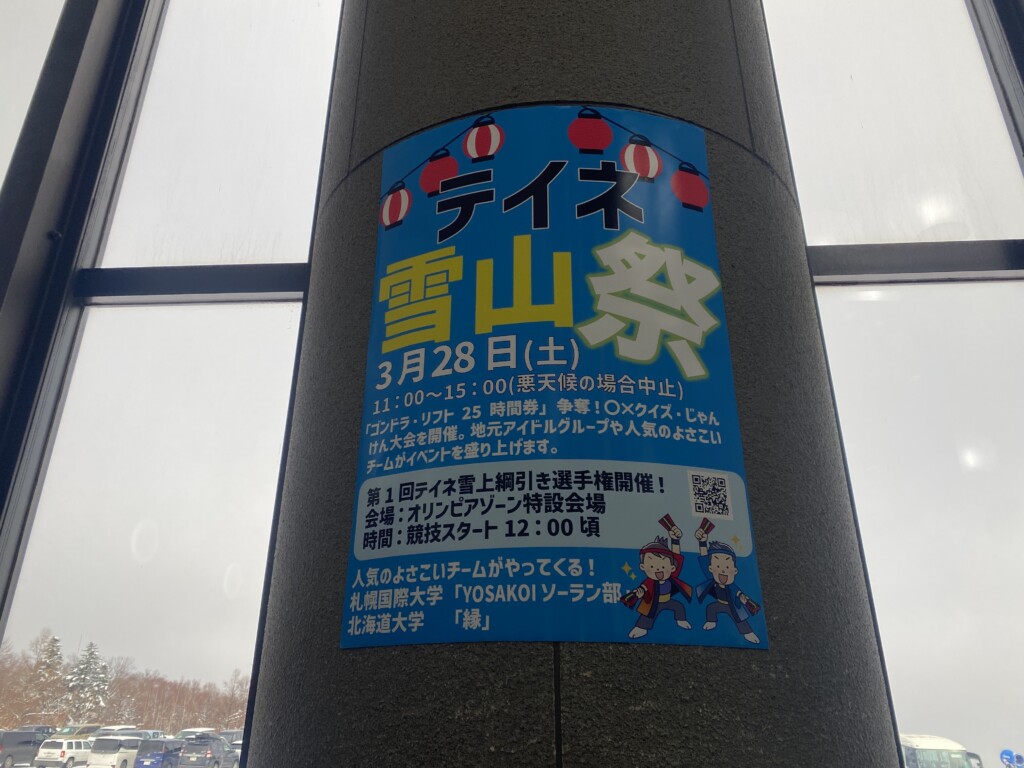 テイネ
雪山祭
3月28日(土)
11：00～15：00(悪天候の場合中止)
「ゴンドラ・リフト 25 時間券」 争奪！〇×クイズ・じゃん
けん大会を開催。地元アイドルグループや人気のよさこい
チームがイベントを盛り上げます。
第1回テイネ雪上綱引き選手権開催！
会場：オリンピアゾーン特設会場
時間：競技スタート 12：00 頃
人気のよさこいチームがやってくる！
札幌国際大学「YOSAKOI ソーラン部」
北海道大学 「縁」